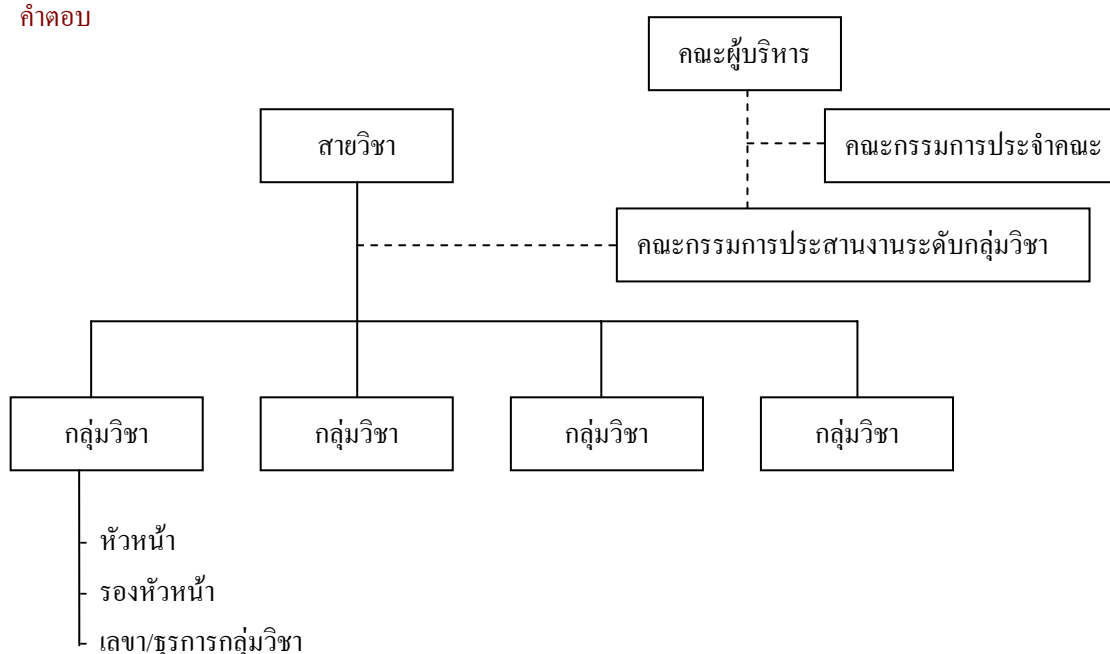 คำตอบ
คณะผู้บริหาร
สายวิชา
คณะกรรมการประจำคณะ
คณะกรรมการประสานงานระดับกลุ่มวิชา
กลุ่มวิชา
กลุ่มวิชา
กลุ่มวิชา
กลุ่มวิชา
- หัวหน้า
- รองหัวหน้า
- เลขา/ธุรการกลุ่มวิชา